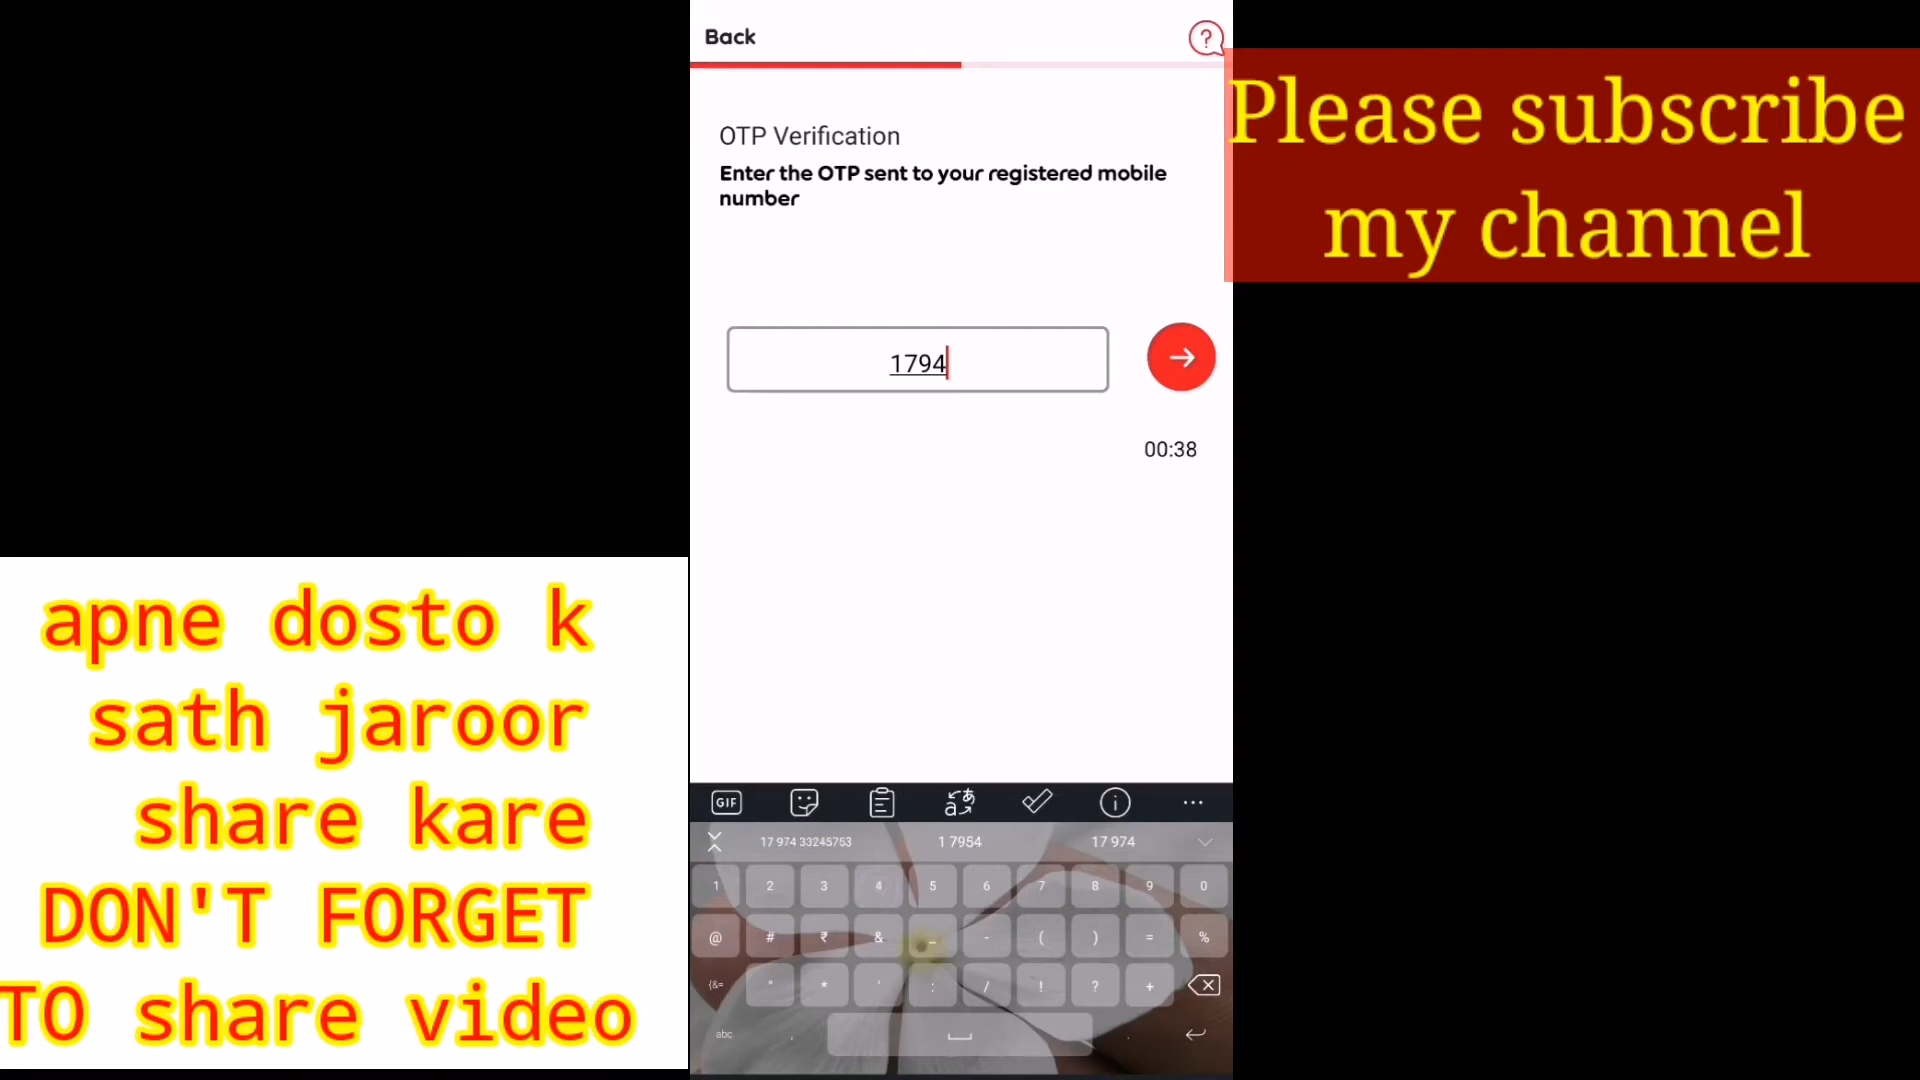 Back
?
Please subscribe
my channel
OTP Verification
Enter the OTP sent to your registered mobile
number
1794
00:38
apne dosto k
sath jaroor
share kare
DON'T FORGET
TO share video
GIF
17 974 33245753 1 7954 17 974
1 2 3 4 5 6 7 8 9 0
@ # ₹ & _ - ( ) = %
{&= " * ' : / ! ? +
abc , .